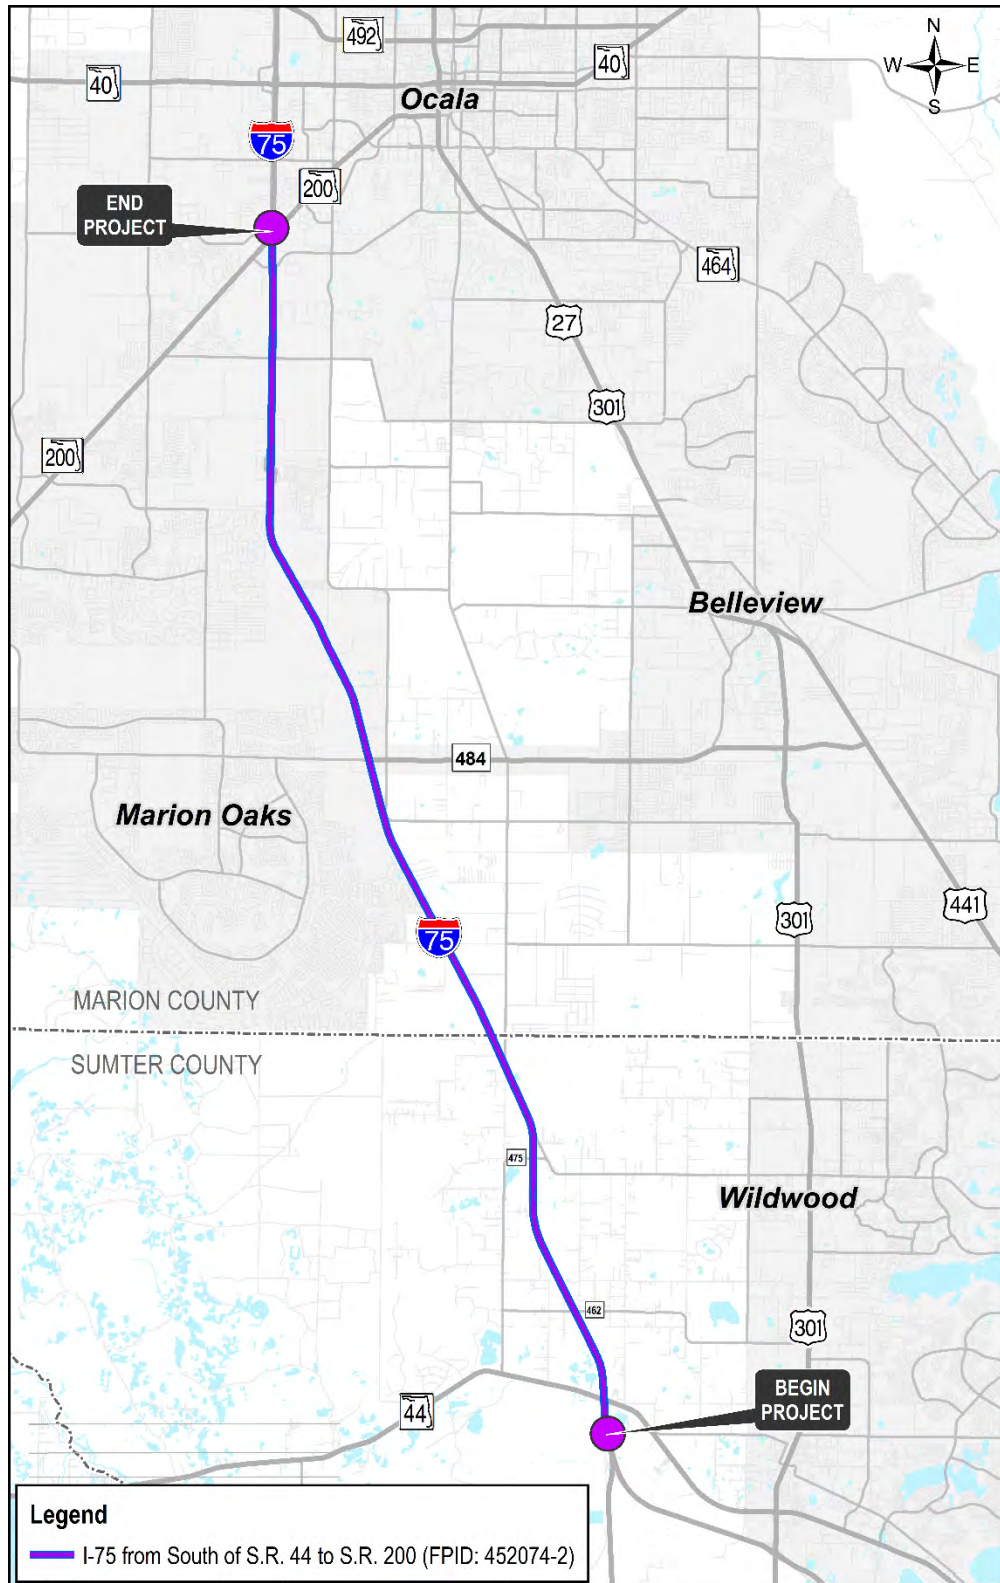 492
N
40
40
W
E
Ocala
S
75
200
END
PROJECT
464
27
301
200
Belleview
484
Marion Oaks
301
441
75
MARION COUNTY
SUMTER COUNTY
475
Wildwood
462
301
BEGIN
PROJECT
44
Legend
I-75 from South of S.R. 44 to S.R. 200 (FPID: 452074-2)